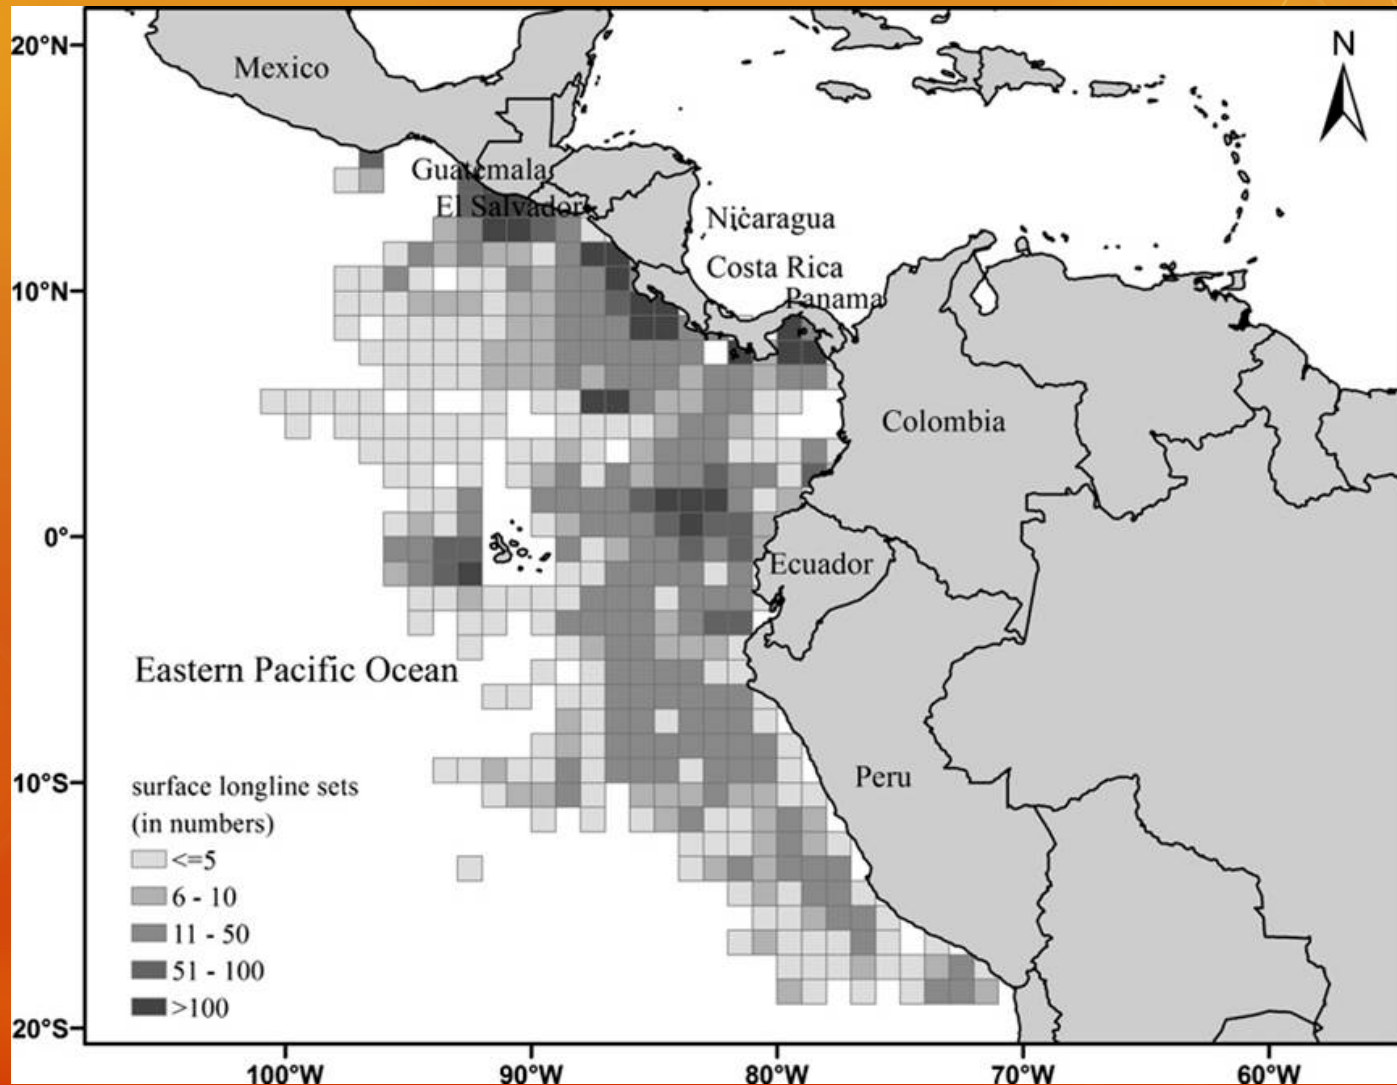 20°N
Mexico
N
Guatemala
El Salvador
Nicaragua
Costa Rica
10°N
Panama
Colombia
0°
Ecuador
Eastern Pacific Ocean
Peru
10°S
surface longline sets
(in numbers)
<=5
6 - 10
11 - 50
51 - 100
>100
20°S
100°W
90°W
80°W
70°W
60°W